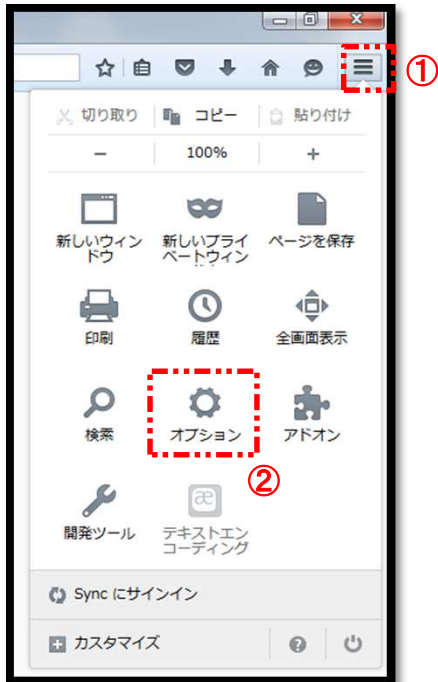 ①
切り取り コピー 貼り付け
− 100% +
新しいウィン
ドウ
新しいプライ
ベートウィン
ページを保存
印刷 履歴 全画面表示
検索 オプション アドオン
②
開発ツール
テキストエン
コーディング
Sync にサインイン
カスタマイズ